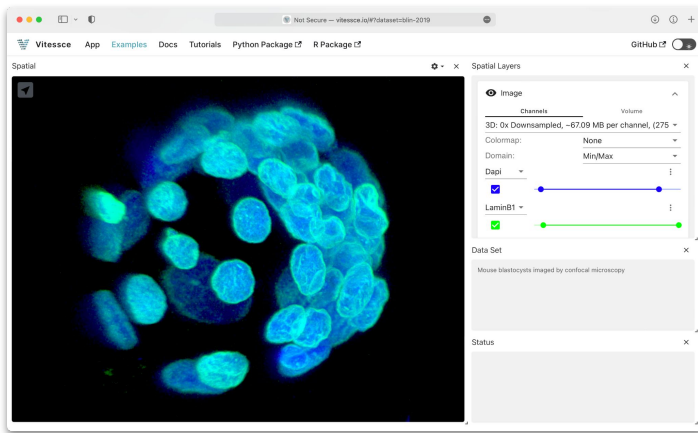 Not Secure — vitessce.io/#?dataset=blin-2019
Vitessce App Examples Docs Tutorials Python Package R Package GitHub
Spatial
Spatial Layers
Image
Channels Volume
3D: 0x Downsampled, ~67.09 MB per channel, (275
Colormap: None
Domain: Min/Max
Dapi
LaminB1
Data Set
Mouse blastocysts imaged by confocal microscopy
Status